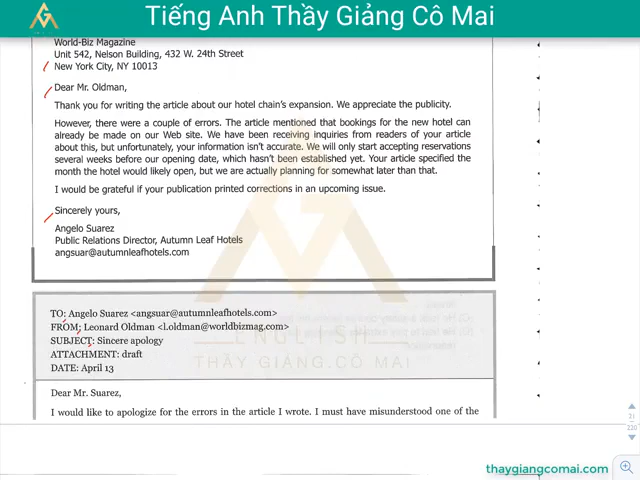 Tiếng Anh Thầy Giảng Cô Mai
World-Biz Magazine
Unit 542, Nelson Building, 432 W. 24th Street
New York City, NY 10013
Dear Mr. Oldman,
Thank you for writing the article about our hotel chain's expansion. We appreciate the publicity.
However, there were a couple of errors. The article mentioned that bookings for the new hotel can
already be made on our Web site. We have been receiving inquiries from readers of your article
about this, but unfortunately, your information isn't accurate. We will only start accepting reservations
several weeks before our opening date, which hasn't been established yet. Your article specified the
month the hotel would likely open, but we are actually planning for somewhat later than that.
I would be grateful if your publication printed corrections in an upcoming issue.
Sincerely yours,
Angelo Suarez
Public Relations Director, Autumn Leaf Hotels
angsuar@autumnleafhotels.com
TO: Angelo Suarez <angsuar@autumnleafhotels.com>
FROM: Leonard Oldman <l.oldman@worldbizmag.com>
SUBJECT: Sincere apology
ATTACHMENT: draft
DATE: April 13
ENGLISH
THẦY GIẢNG.CÔ MAI
Dear Mr. Suarez,
I would like to apologize for the errors in the article I wrote. I must have misunderstood one of the
21
220
thaygiangcomai.com